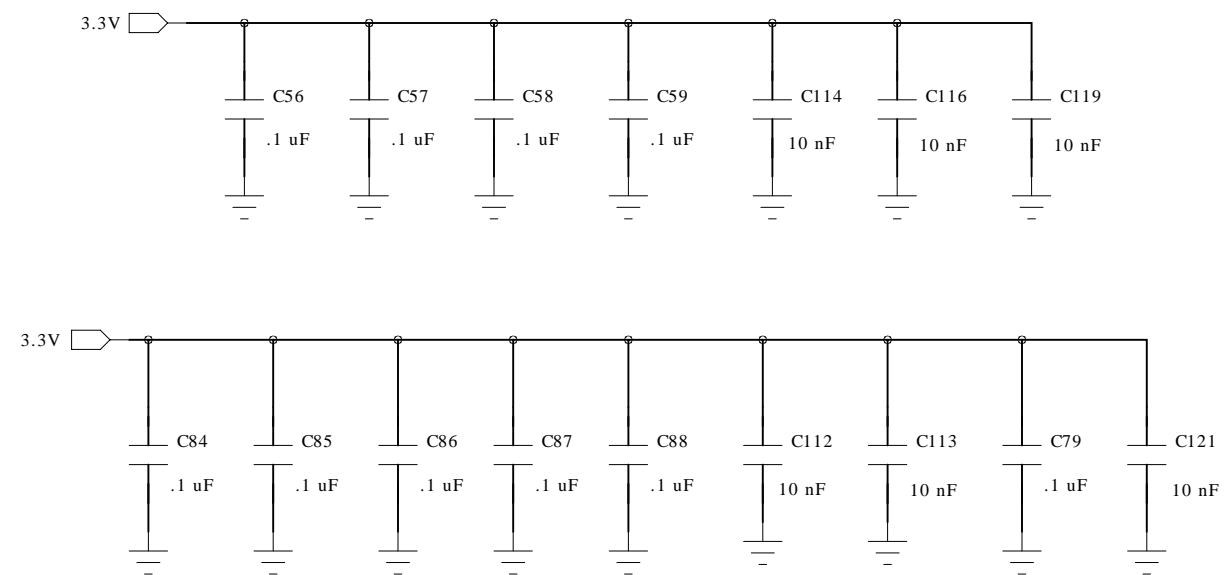 3.3V
C56 C57 C58 C59 C114 C116 C119
.1 uF .1 uF .1 uF .1 uF 10 nF 10 nF 10 nF
3.3V
C84 C85 C86 C87 C88 C112 C113 C79 C121
.1 uF .1 uF .1 uF .1 uF .1 uF 10 nF 10 nF .1 uF 10 nF